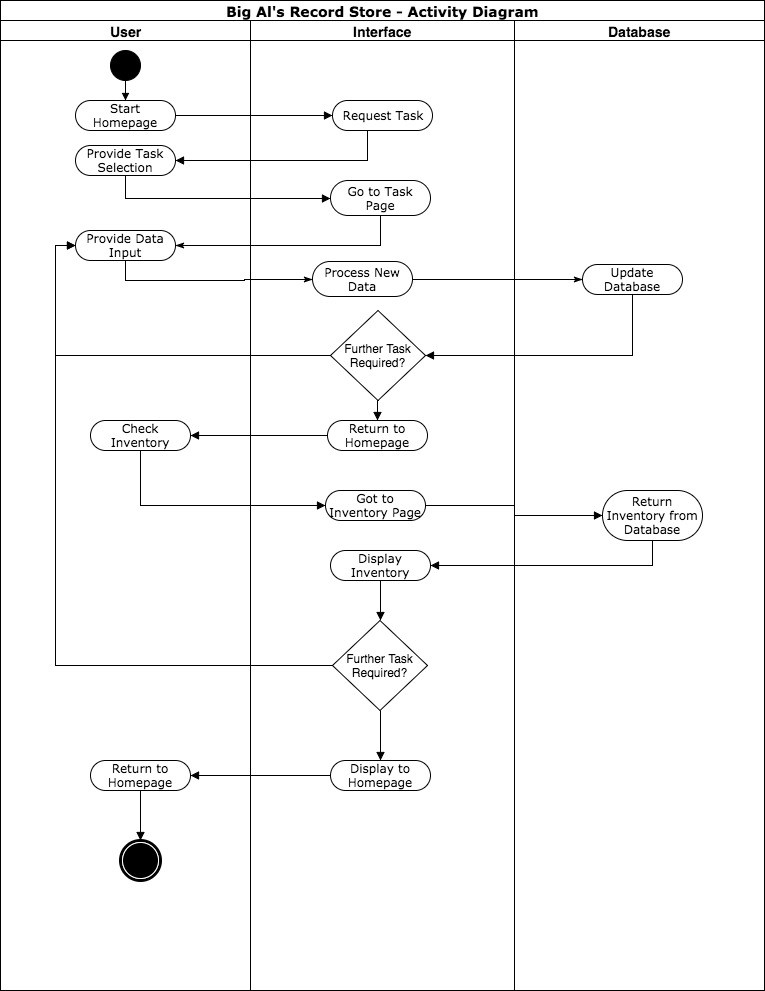 Big Al's Record Store - Activity Diagram
User
Interface
Database
Start
Homepage
Request Task
Provide Task
Selection
Go to Task
Page
Provide Data
Input
Process New
Data
Update
Database
Further Task
Required?
Return to
Homepage
Check
Inventory
Got to
Inventory Page
Return
Inventory from
Database
Display
Inventory
Further Task
Required?
Display to
Homepage
Return to
Homepage